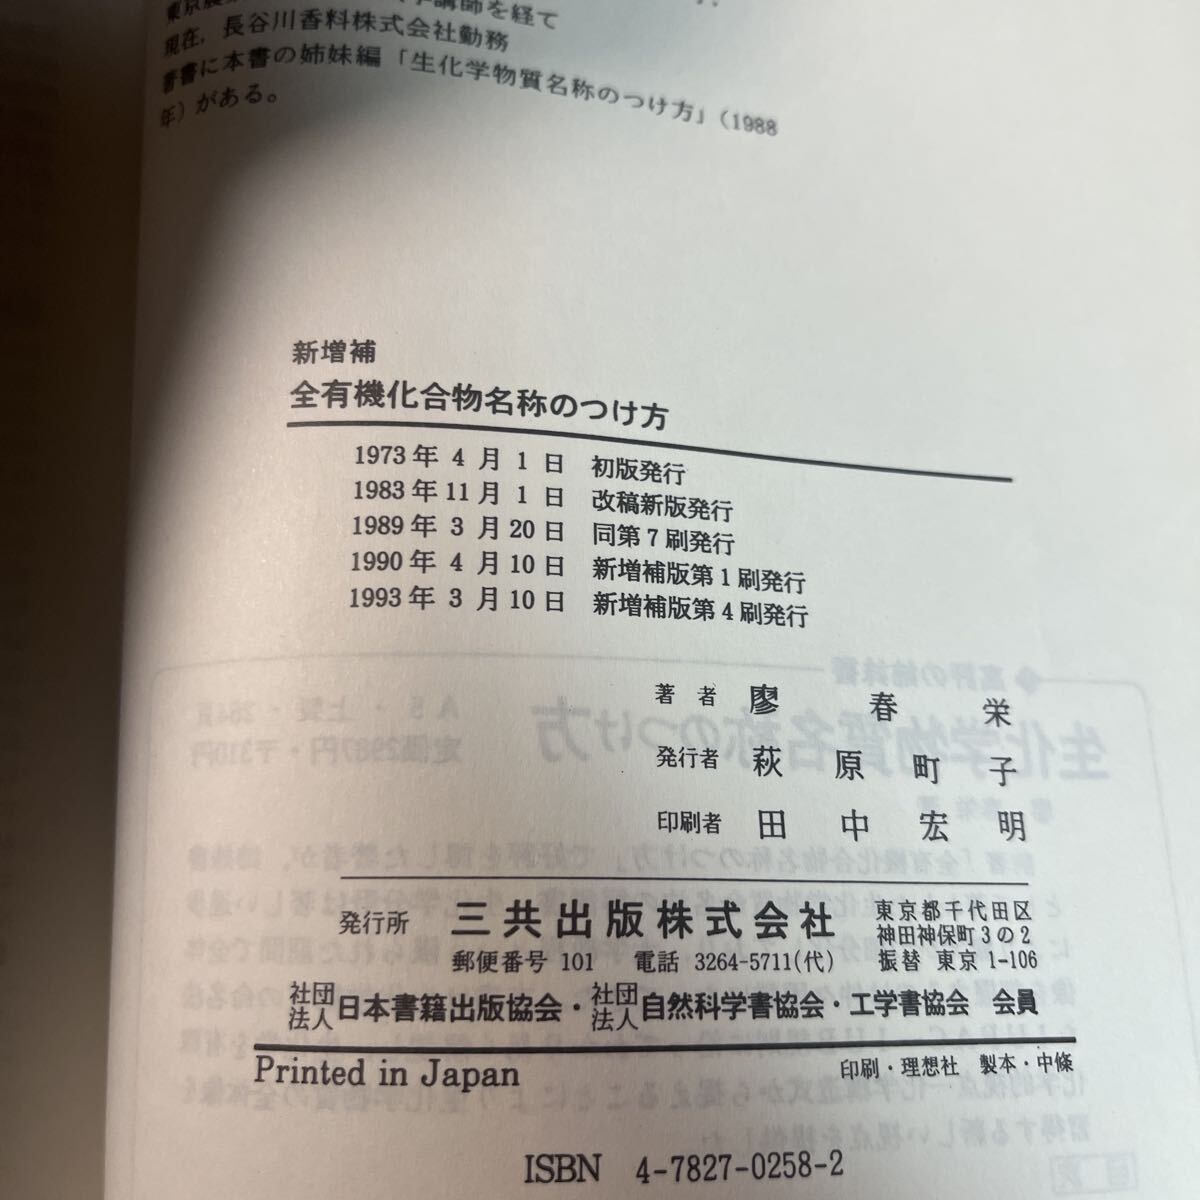 講師を経て
現在，長谷川香料株式会社勤務
著書に本書の姉妹編「生化学物質名称のつけ方」(1988
年）がある。
新増補
全有機化合物名称のつけ方
1973年 4 月 1 日 初版発行
1983年11月 1 日 改稿新版発行
1989年 3 月20日 同第7刷発行
1990年 4 月10日 新増補版第1刷発行
1993年 3 月10日 新増補版第4刷発行
著者 廖春栄
発行者 萩原町子
印刷者 田中宏明
発行所 三共出版株式会社 東京都千代田区
神田神保町3の2
郵便番号 101 電話 3264-5711(代) 振替 東京 1-106
社団法人日本書籍出版協会・社団法人自然科学書協会・工学書協会 会員
Printed in Japan 印刷・理想社 製本・中條
ISBN 4-7827-0258-2